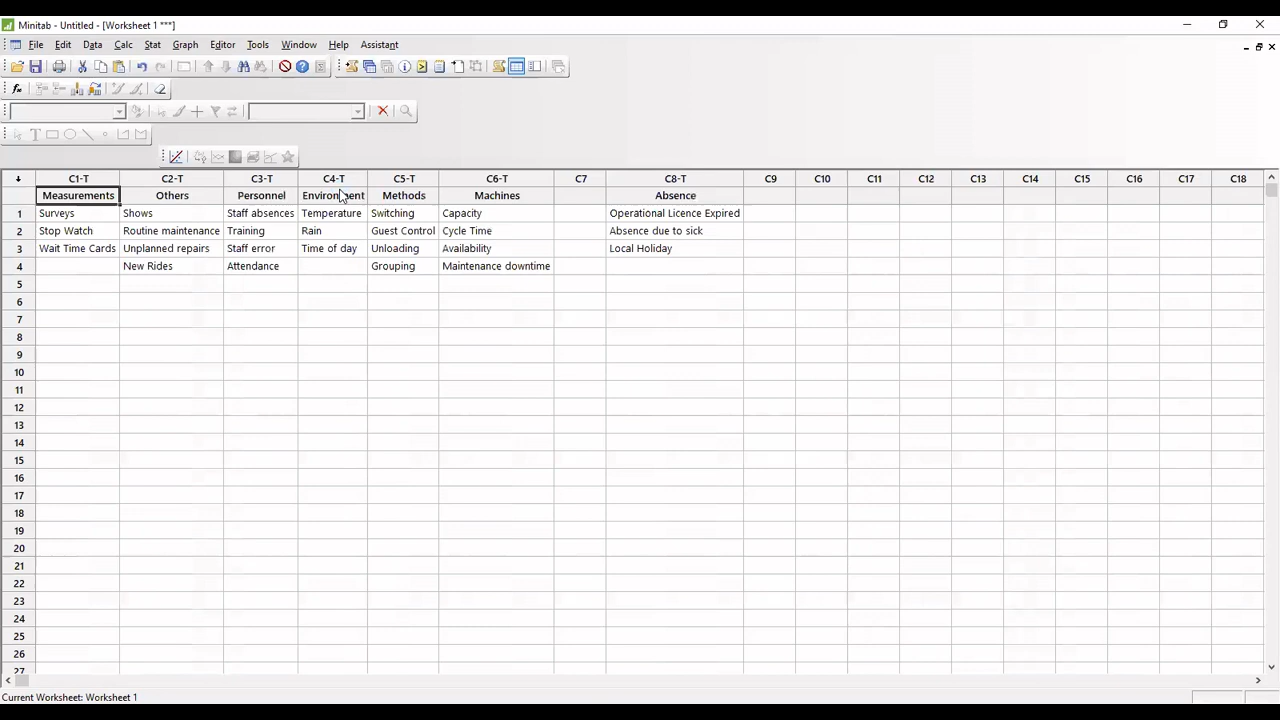 Minitab - Untitled - [Worksheet 1 ***]
File Edit Data Calc Stat Graph Editor Tools Window Help Assistant
C1-T C2-T C3-T C4-T C5-T C6-T C7 C8-T C9 C10 C11 C12 C13 C14 C15 C16 C17 C18
Measurements Others Personnel Environment Methods Machines Absence
1 Surveys Shows Staff absences Temperature Switching Capacity Operational Licence Expired
2 Stop Watch Routine maintenance Training Rain Guest Control Cycle Time Absence due to sick
3 Wait Time Cards Unplanned repairs Staff error Time of day Unloading Availability Local Holiday
4 New Rides Attendance Grouping Maintenance downtime
5
6
7
8
9
10
11
12
13
14
15
16
17
18
19
20
21
22
23
24
25
26
27
Current Worksheet: Worksheet 1